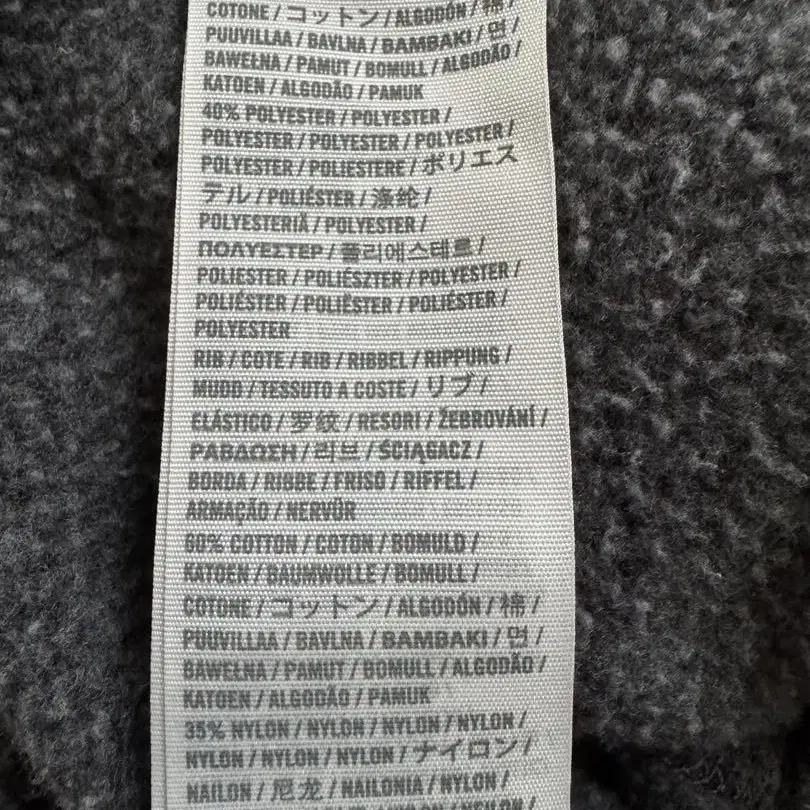 COTONE / コットン / ALGODÓN / 棉 /
PUUVILLAA / BAVLNA / BAMBAKI / 면 /
BAWEŁNA / PAMUT / BOMULL / ALGODÃO /
KATOEN / ALGODÃO / PAMUK
40% POLYESTER / POLYESTER /
POLYESTER / POLYESTER / POLYESTER /
POLYESTER / POLIESTERE / ポリエス
テル / POLIÉSTER / 涤纶 /
POLYESTERIÄ / POLYESTER /
ΠΟΛΥΕΣΤΕΡ / 폴리에스테르 /
POLIESTER / POLIÉSZTER / POLYESTER /
POLIÉSTER / POLIËSTER / POLIÉSTER /
POLYESTER
RIB / COTE / RIB / RIBBEL / RIPPUNG /
MUDD / TESSUTO A COSTE / リブ /
ELÁSTICO / 罗纹 / RESORI / ŽEBROVÁNÍ /
ΡΑΒΔΩΣΗ / 리브 / ŚCIĄGACZ /
BORDA / RIBBE / FRISO / RIFFEL /
ARMAÇÃO / NERVÜR
60% COTTON / COTON / BOMULD /
KATOEN / BAUMWOLLE / BOMULL /
COTONE / コットン / ALGODÓN / 棉 /
PUUVILLAA / BAVLNA / BAMBAKI / 면 /
BAWEŁNA / PAMUT / BOMULL / ALGODÃO /
KATOEN / ALGODÃO / PAMUK
35% NYLON / NYLON / NYLON / NYLON /
NYLON / NYLON / NYLON / ナイロン /
NAILON / 尼龙 / NAILONIA / NYLON /